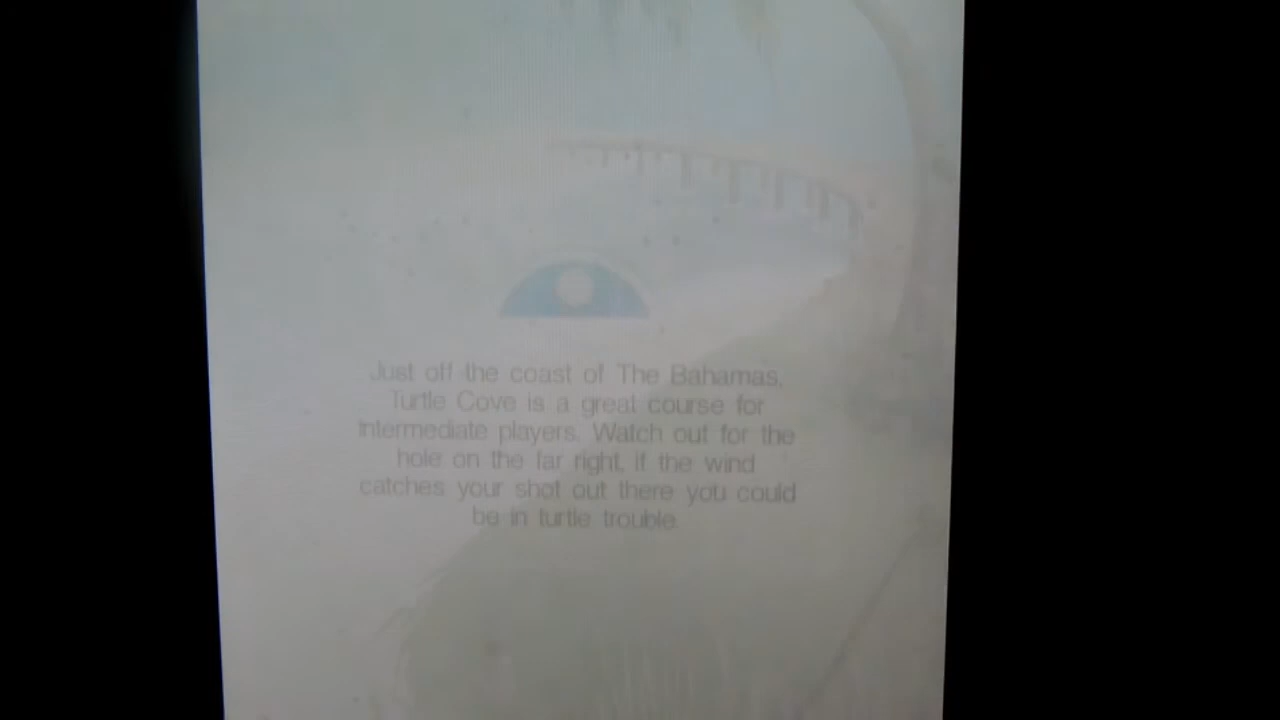 Just off the coast of The Bahamas,
Turtle Cove is a great course for
intermediate players. Watch out for the
hole on the far right, if the wind
catches your shot out there you could
be in turtle trouble.